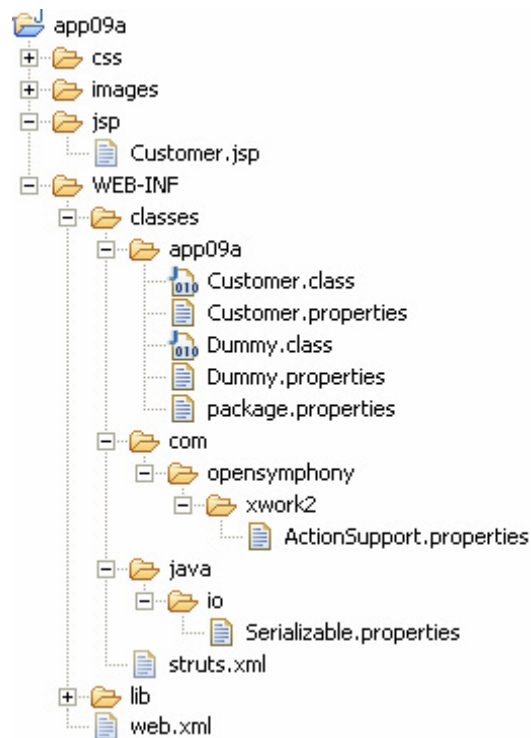 app09a
css
images
jsp
Customer.jsp
WEB-INF
classes
app09a
Customer.class
Customer.properties
Dummy.class
Dummy.properties
package.properties
com
opensymphony
xwork2
ActionSupport.properties
java
io
Serializable.properties
struts.xml
lib
web.xml